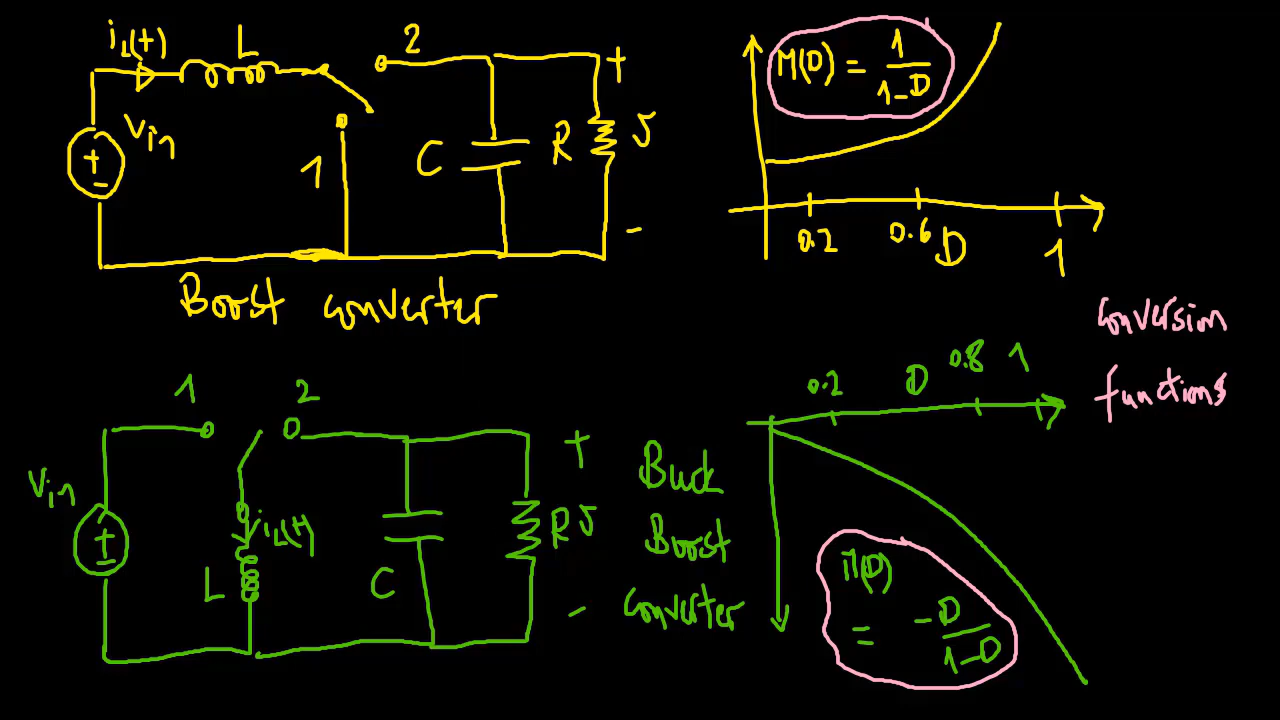 iL(t)
L
2
+
Vin
1
C
R
v
-
Boost converter
M(D) = 1/1-D
0.2
0.6
D
1
conversion
functions
1
2
Vin
iL(t)
L
C
R
v
+
-
Buck
Boost
converter
0.2
D
0.8
1
M(D)
= -D/1-D